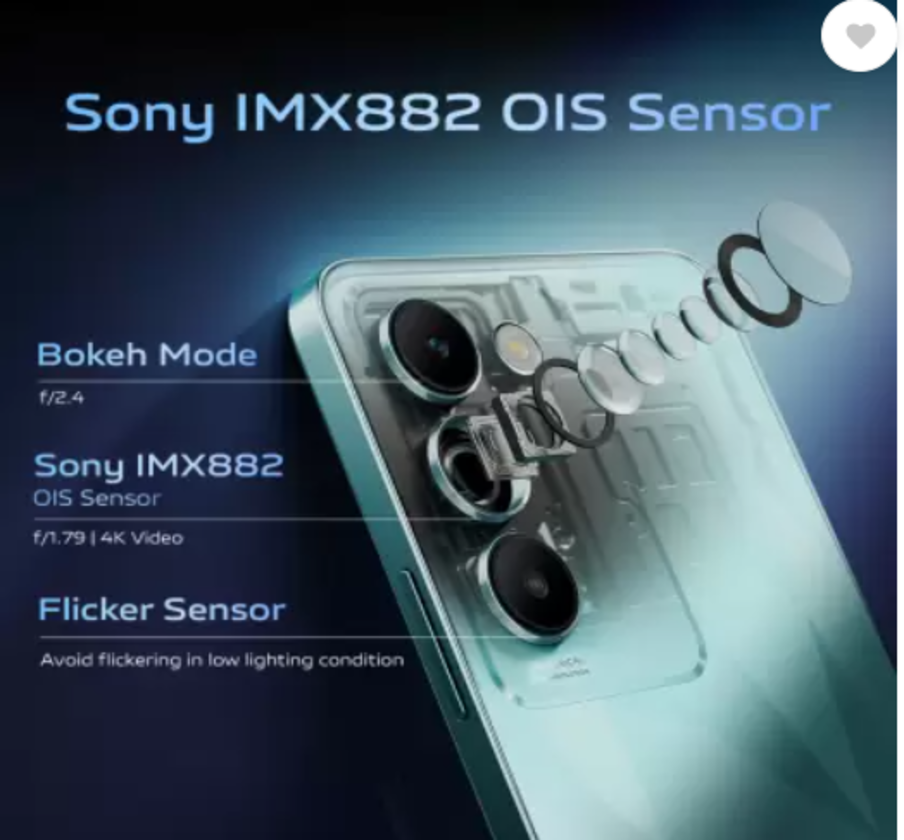 Sony IMX882 OIS Sensor
Bokeh Mode
f/2.4
Sony IMX882
OIS Sensor
f/1.79 | 4K Video
Flicker Sensor
Avoid flickering in low lighting condition